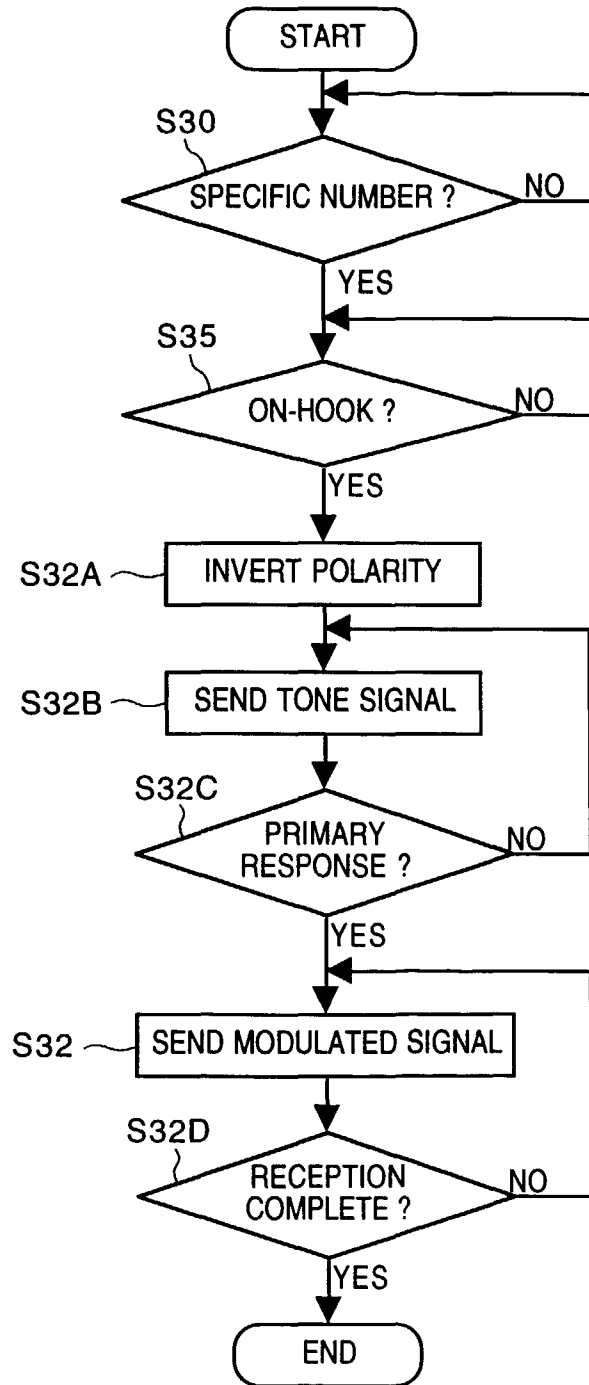 START
S30
SPECIFIC NUMBER ?
NO
YES
S35
ON-HOOK ?
NO
YES
S32A
INVERT POLARITY
S32B
SEND TONE SIGNAL
S32C
PRIMARY
RESPONSE ?
NO
YES
S32
SEND MODULATED SIGNAL
S32D
RECEPTION
COMPLETE ?
NO
YES
END